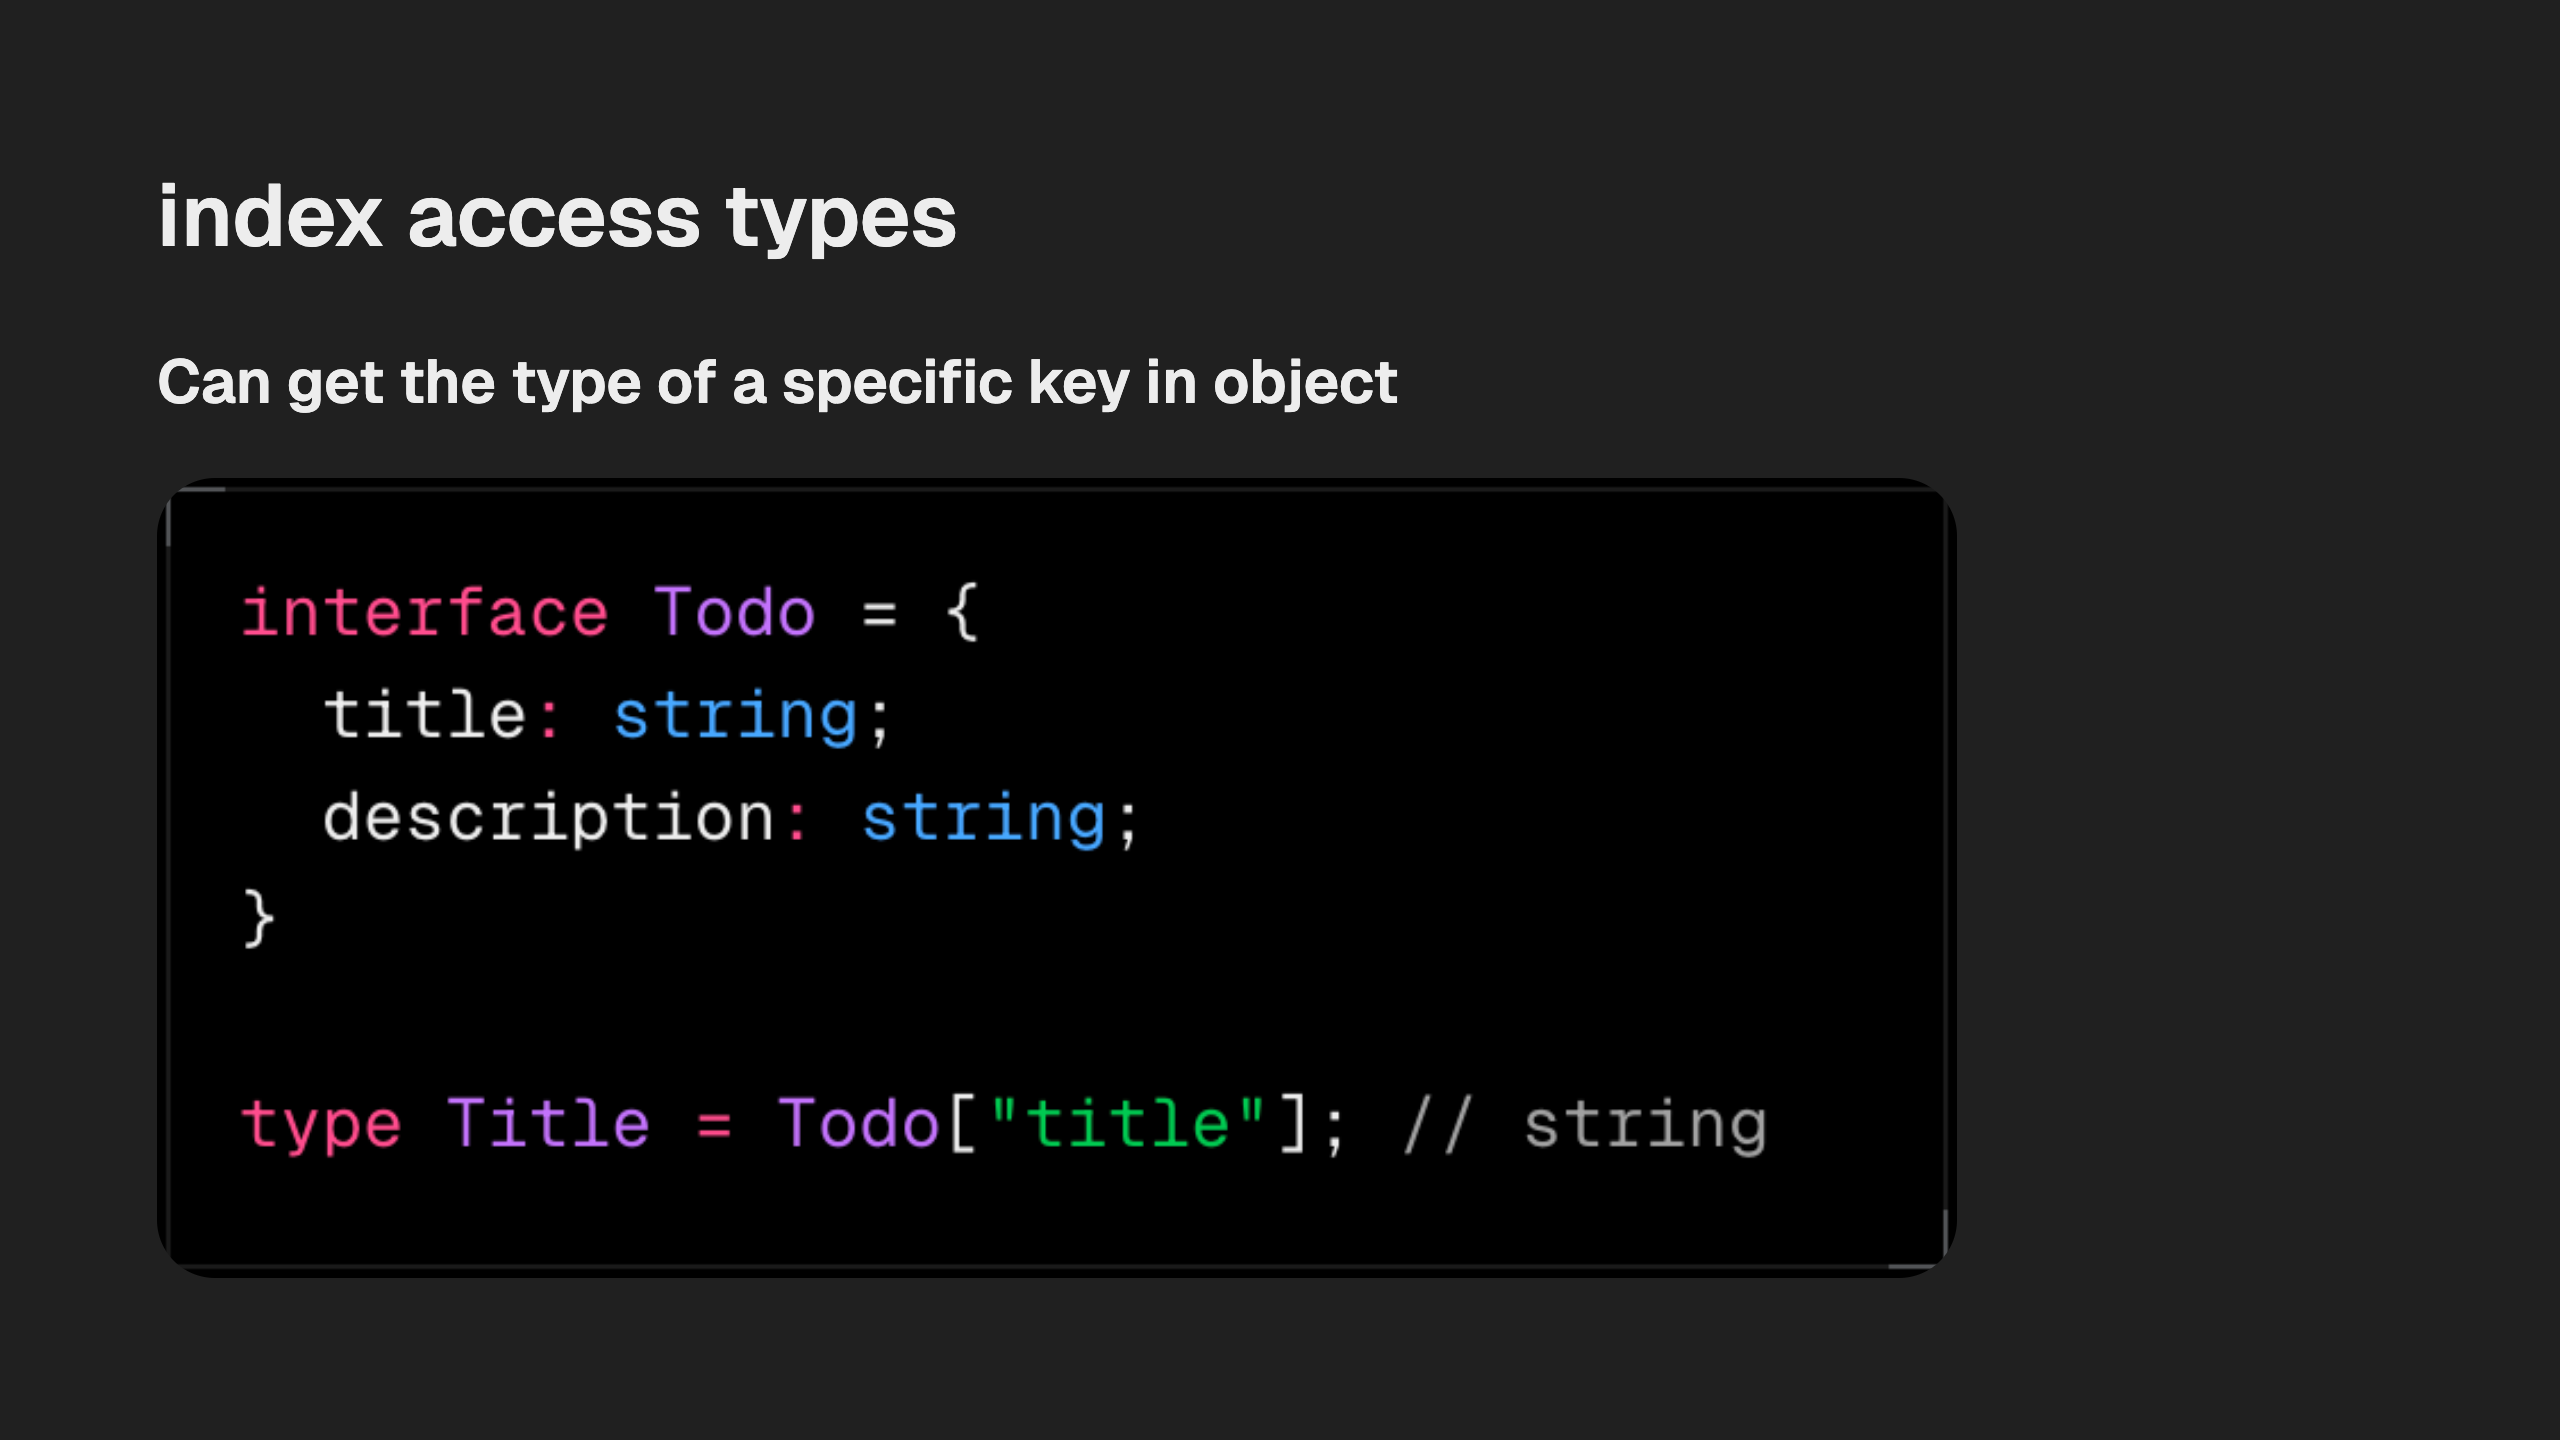 index access types
Can get the type of a specific key in object
interface Todo = {
  title: string;
  description: string;
}
type Title = Todo["title"]; // string